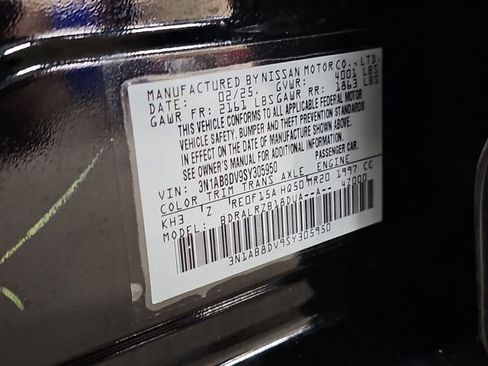 MANUFACTURED BY NISSAN MOTOR CO., LTD.
DATE: 02/25 GVWR: 4001 LBS
GAWR FR: 2161 LBS GAWR RR: 1863 LBS
THIS VEHICLE CONFORMS TO ALL APPLICABLE FEDERAL MOTOR
VEHICLE SAFETY, BUMPER AND THEFT PREVENTION STANDARDS
IN EFFECT ON THE DATE OF MANUFACTURE SHOWN ABOVE.
SEE OWNER'S MANUAL FOR INFORMATION. PASSENGER CAR
VIN: 3N1AB8DV9SY305950
COLOR TRIM TRANS AXLE ENGINE
KH3 Z RE0F15A HQ50 MR20 1997 CC
MODEL: BDRALRZB18DUA--A-- 47000
3N1AB8DV9SY305950